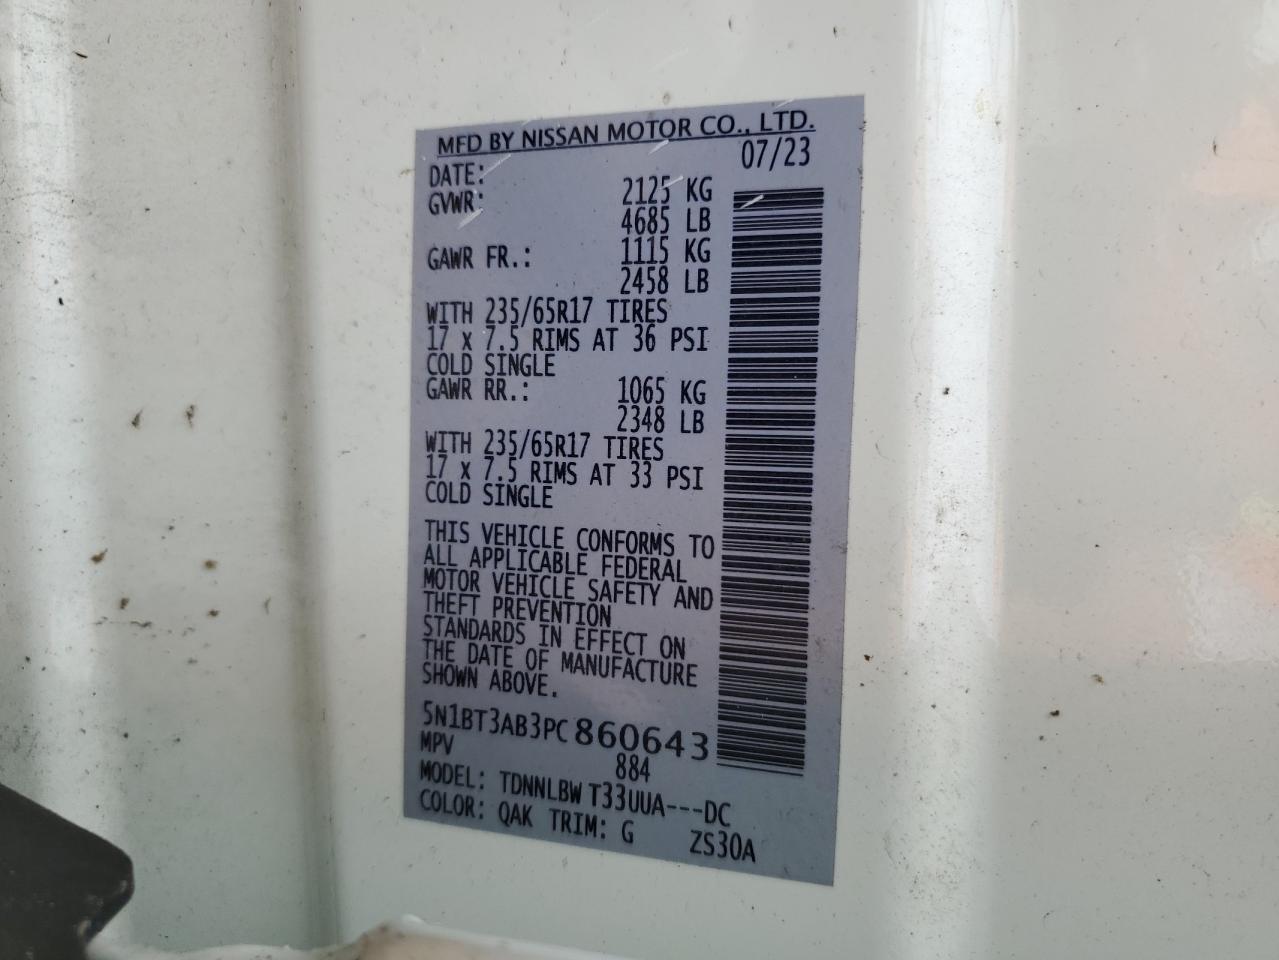 MFD BY NISSAN MOTOR CO., LTD.
DATE: 07/23
GVWR: 2125 KG
4685 LB
GAWR FR.: 1115 KG
2458 LB
WITH 235/65R17 TIRES
17 x 7.5 RIMS AT 36 PSI
COLD SINGLE
GAWR RR.: 1065 KG
2348 LB
WITH 235/65R17 TIRES
17 x 7.5 RIMS AT 33 PSI
COLD SINGLE
THIS VEHICLE CONFORMS TO
ALL APPLICABLE FEDERAL
MOTOR VEHICLE SAFETY AND
THEFT PREVENTION
STANDARDS IN EFFECT ON
THE DATE OF MANUFACTURE
SHOWN ABOVE.
5N1BT3AB3PC860643
MPV 884
MODEL: TDNNLBW T33UUA---DC
COLOR: QAK TRIM: G ZS30A